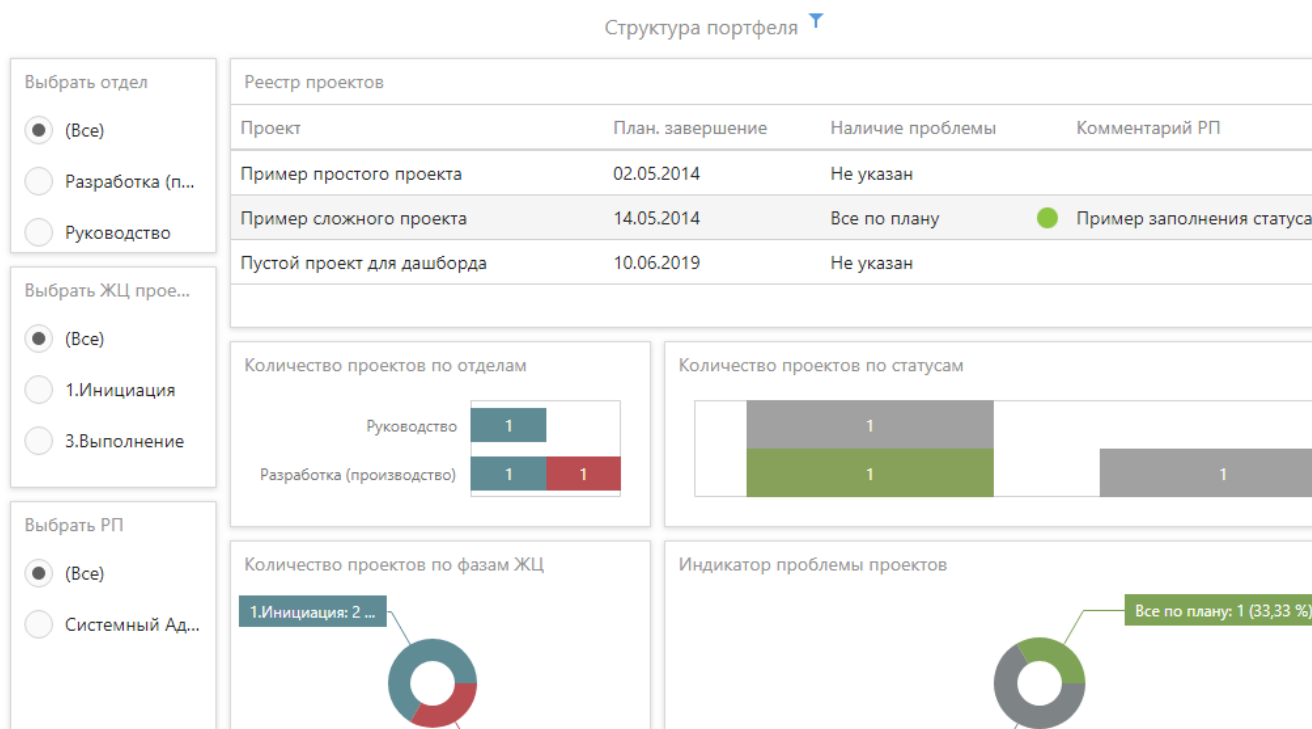 Структура портфеля
Выбрать отдел
(Все)
Разработка (п...
Руководство
Выбрать ЖЦ прое...
(Все)
1.Инициация
3.Выполнение
Выбрать РП
(Все)
Системный Ад...
Реестр проектов
Проект План. завершение Наличие проблемы Комментарий РП
Пример простого проекта 02.05.2014 Не указан
Пример сложного проекта 14.05.2014 Все по плану Пример заполнения статуса
Пустой проект для дашборда 10.06.2019 Не указан
Количество проектов по отделам
Руководство 1
Разработка (производство) 1 1
Количество проектов по статусам
1
1 1
Количество проектов по фазам ЖЦ
1.Инициация: 2 ...
Индикатор проблемы проектов
Все по плану: 1 (33,33 %)